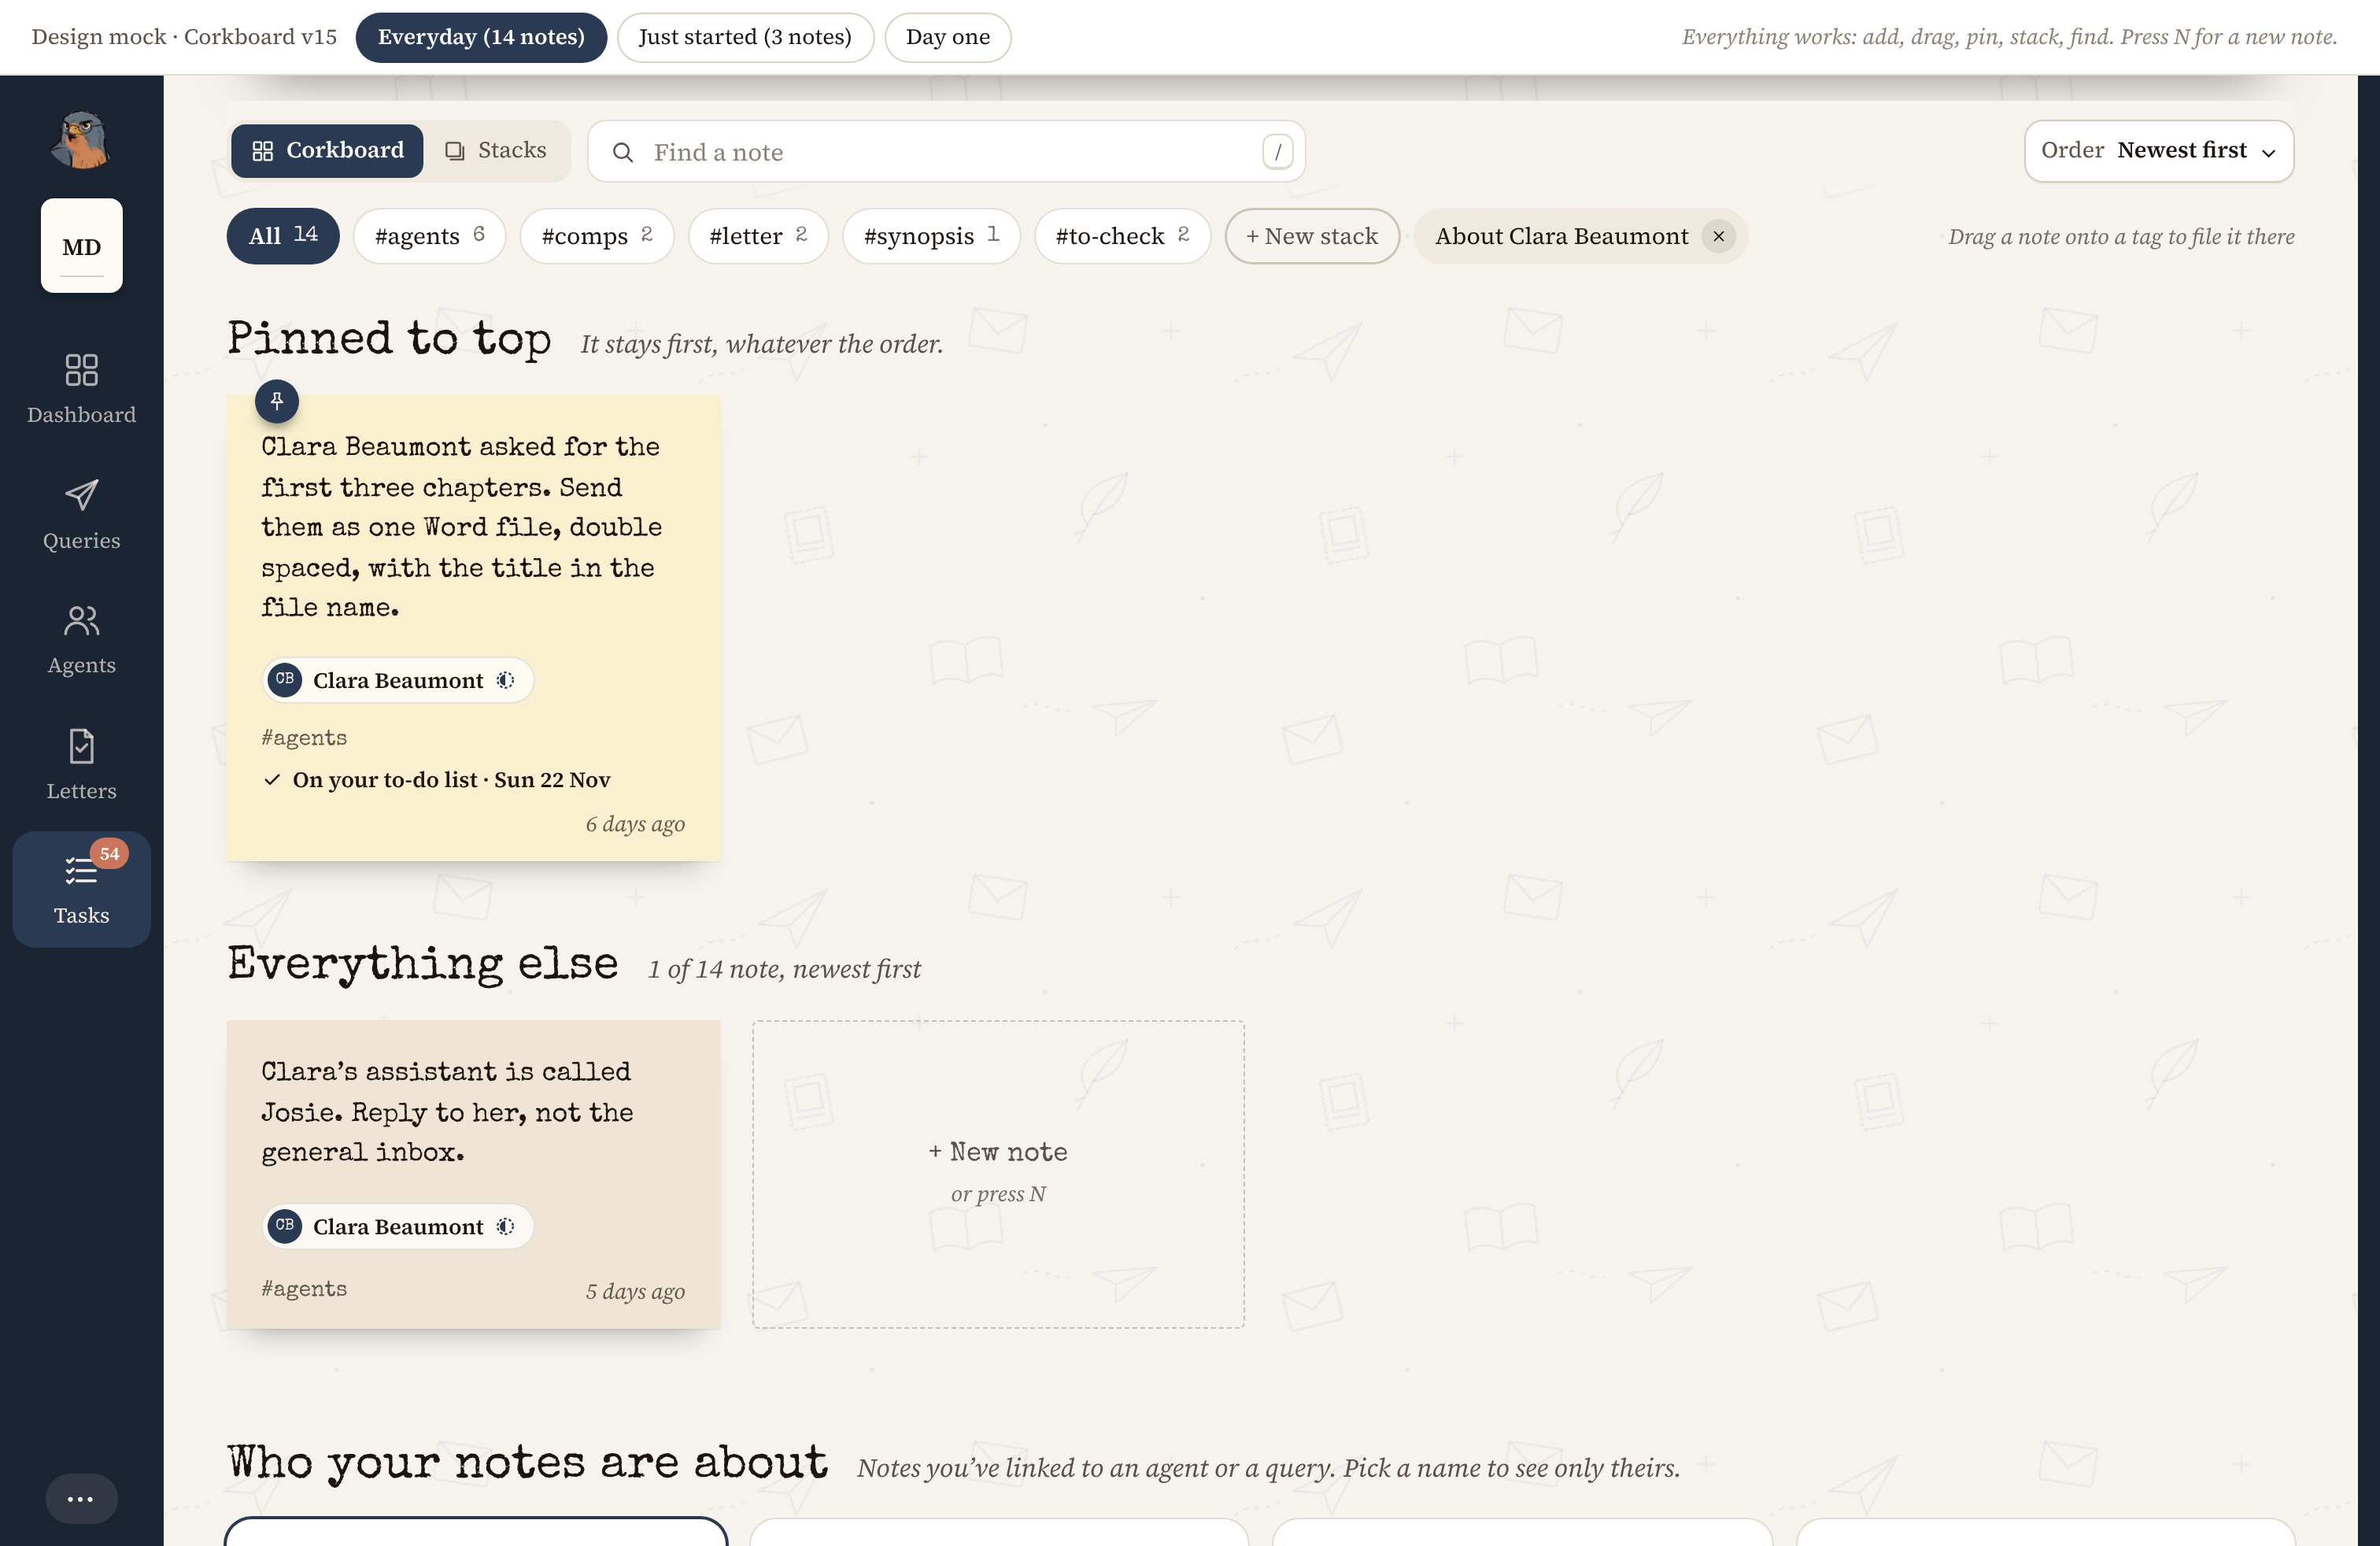 Design mock · Corkboard v15
Everyday (14 notes)
Just started (3 notes)
Day one
Everything works: add, drag, pin, stack, find. Press N for a new note.
MD
Dashboard
Queries
Agents
Letters
54
Tasks
Corkboard
Stacks
Find a note
/
Order Newest first
All 14
#agents 6
#comps 2
#letter 2
#synopsis 1
#to-check 2
+ New stack
About Clara Beaumont ×
Drag a note onto a tag to file it there
Pinned to top
It stays first, whatever the order.
Clara Beaumont asked for the
first three chapters. Send
them as one Word file, double
spaced, with the title in the
file name.
CB Clara Beaumont
#agents
On your to-do list · Sun 22 Nov
6 days ago
Everything else
1 of 14 note, newest first
Clara’s assistant is called
Josie. Reply to her, not the
general inbox.
CB Clara Beaumont
#agents
5 days ago
+ New note
or press N
Who your notes are about
Notes you’ve linked to an agent or a query. Pick a name to see only theirs.